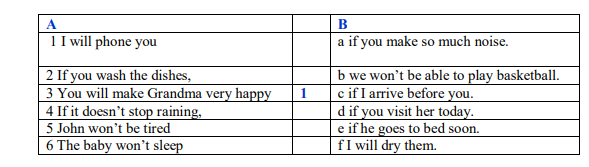 A B
1 I will phone you a if you make so much noise.
2 If you wash the dishes, b we won’t be able to play basketball.
3 You will make Grandma very happy 1 c if I arrive before you.
4 If it doesn’t stop raining, d if you visit her today.
5 John won’t be tired e if he goes to bed soon.
6 The baby won’t sleep f I will dry them.